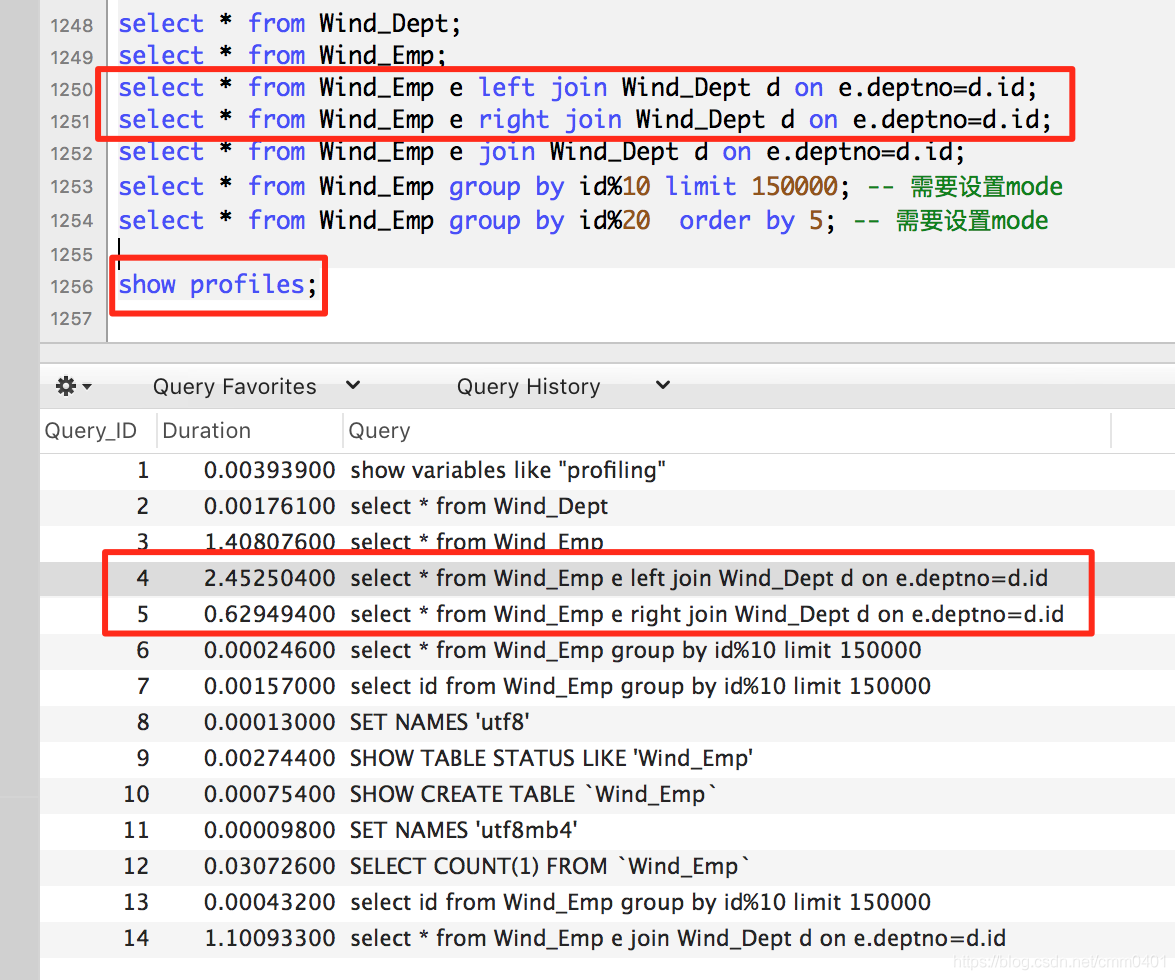 1248 select * from Wind_Dept;
1249 select * from Wind_Emp;
1250 select * from Wind_Emp e left join Wind_Dept d on e.deptno=d.id;
1251 select * from Wind_Emp e right join Wind_Dept d on e.deptno=d.id;
1252 select * from Wind_Emp e join Wind_Dept d on e.deptno=d.id;
1253 select * from Wind_Emp group by id%10 limit 150000; -- 需要设置mode
1254 select * from Wind_Emp group by id%20  order by 5; -- 需要设置mode
1255
1256 show profiles;
1257
Query Favorites Query History
Query_ID Duration Query
1 0.00393900 show variables like "profiling"
2 0.00176100 select * from Wind_Dept
3 1.40807600 select * from Wind_Emp
4 2.45250400 select * from Wind_Emp e left join Wind_Dept d on e.deptno=d.id
5 0.62949400 select * from Wind_Emp e right join Wind_Dept d on e.deptno=d.id
6 0.00024600 select * from Wind_Emp group by id%10 limit 150000
7 0.00157000 select id from Wind_Emp group by id%10 limit 150000
8 0.00013000 SET NAMES 'utf8'
9 0.00274400 SHOW TABLE STATUS LIKE 'Wind_Emp'
10 0.00075400 SHOW CREATE TABLE `Wind_Emp`
11 0.00009800 SET NAMES 'utf8mb4'
12 0.03072600 SELECT COUNT(1) FROM `Wind_Emp`
13 0.00043200 select id from Wind_Emp group by id%10 limit 150000
14 1.10093300 select * from Wind_Emp e join Wind_Dept d on e.deptno=d.id
https://blog.csdn.net/cmm0401